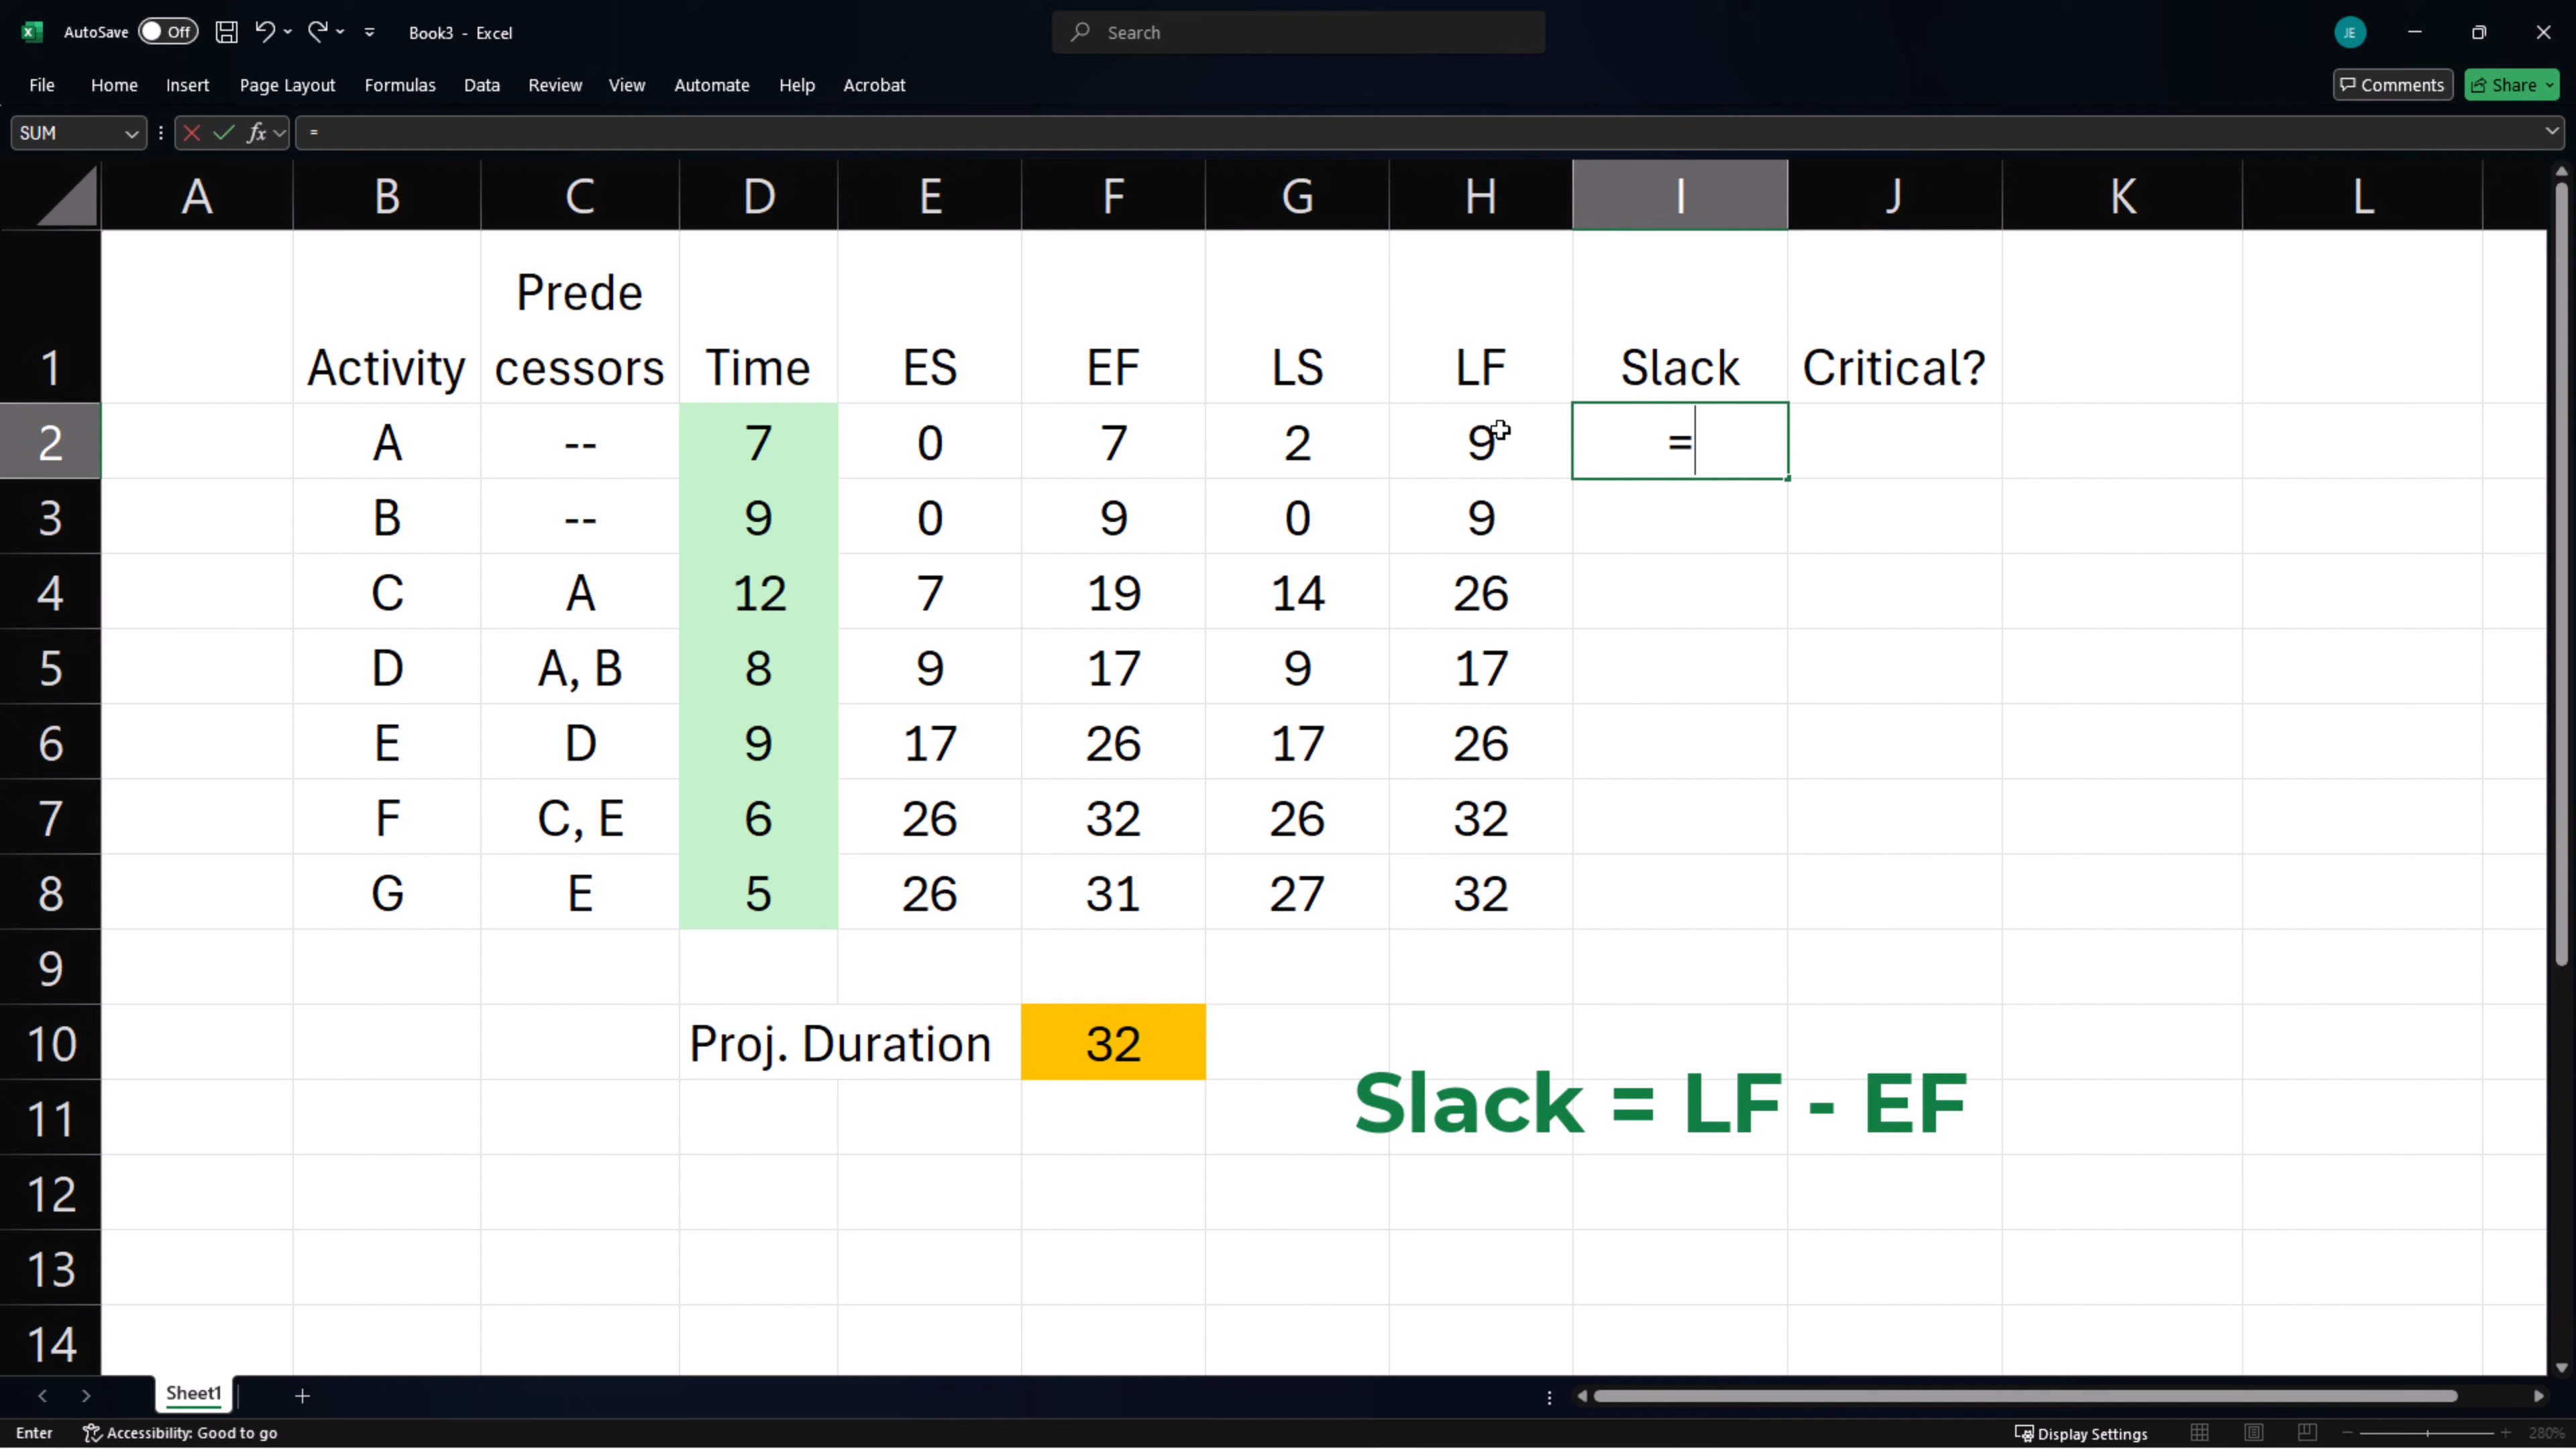 AutoSave Off Book3 - Excel Search JE
File Home Insert Page Layout Formulas Data Review View Automate Help Acrobat Comments Share
SUM fx =
A B C D E F G H I J K L
1 Activity Prede cessors Time ES EF LS LF Slack Critical?
2 A -- 7 0 7 2 9 =
3 B -- 9 0 9 0 9
4 C A 12 7 19 14 26
5 D A, B 8 9 17 9 17
6 E D 9 17 26 17 26
7 F C, E 6 26 32 26 32
8 G E 5 26 31 27 32
9
10 Proj. Duration 32
11 Slack = LF - EF
12
13
14
Sheet1
Enter Accessibility: Good to go Display Settings 280%